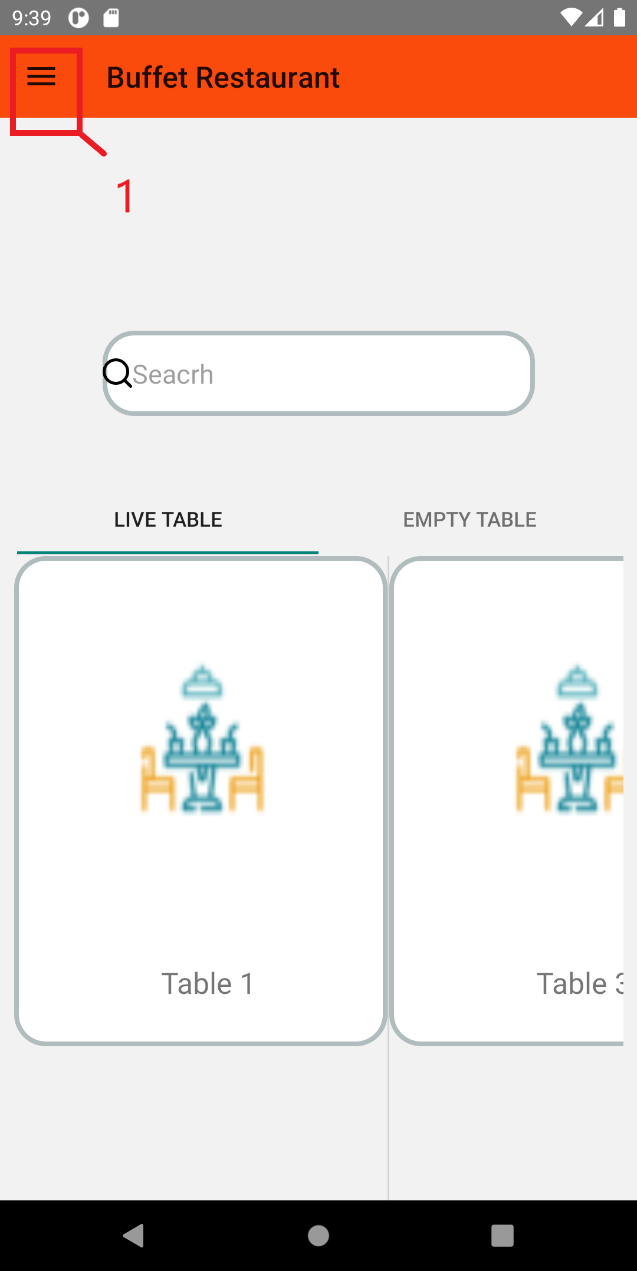 9:39
Buffet Restaurant
1
Seacrh
LIVE TABLE EMPTY TABLE
Table 1 Table 3